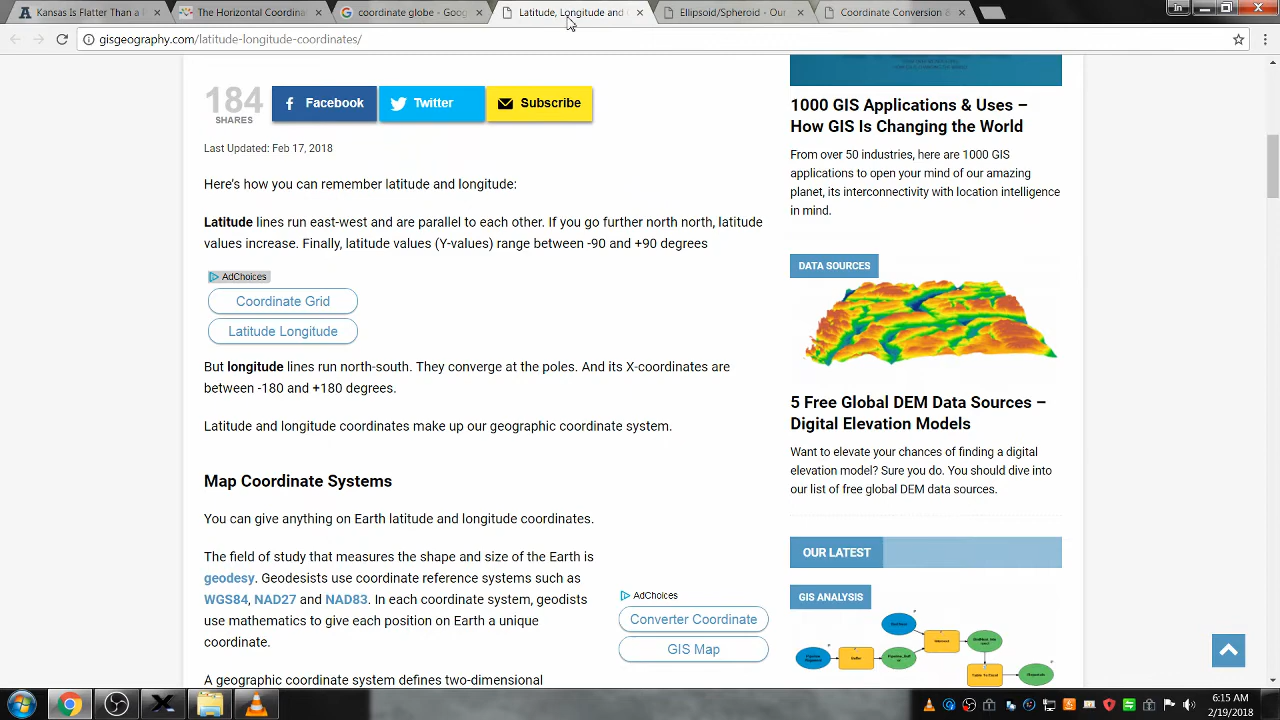 Kansas Is Flatter Than a
The Horizontal Coordina
coordinate globe - Goog
Latitude, Longitude and
Ellipsoid/Spheroid - Our
Coordinate Conversion &
gisgeography.com/latitude-longitude-coordinates/
184
SHARES
Facebook
Twitter
Subscribe
Last Updated: Feb 17, 2018
Here's how you can remember latitude and longitude:
Latitude lines run east-west and are parallel to each other. If you go further north north, latitude
values increase. Finally, latitude values (Y-values) range between -90 and +90 degrees
AdChoices
Coordinate Grid
Latitude Longitude
But longitude lines run north-south. They converge at the poles. And its X-coordinates are
between -180 and +180 degrees.
Latitude and longitude coordinates make up our geographic coordinate system.
Map Coordinate Systems
You can give anything on Earth latitude and longitude coordinates.
The field of study that measures the shape and size of the Earth is
geodesy. Geodesists use coordinate reference systems such as
WGS84, NAD27 and NAD83. In each coordinate system, geodists
use mathematics to give each position on Earth a unique
coordinate.
A geographic coordinate system defines two-dimensional
AdChoices
Converter Coordinate
GIS Map
1000 GIS Applications & Uses –
How GIS Is Changing the World
From over 50 industries, here are 1000 GIS
applications to open your mind of our amazing
planet, its interconnectivity with location intelligence
in mind.
DATA SOURCES
5 Free Global DEM Data Sources –
Digital Elevation Models
Want to elevate your chances of finding a digital
elevation model? Sure you do. You should dive into
our list of free global DEM data sources.
OUR LATEST
GIS ANALYSIS
6:15 AM
2/19/2018